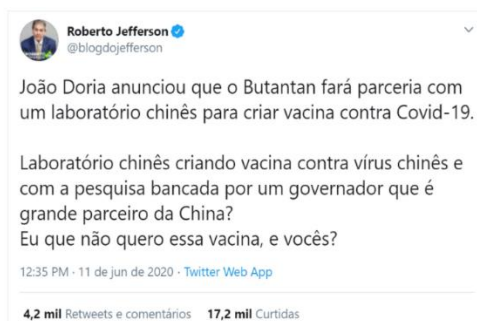 Roberto Jefferson
@blogdojefferson
João Doria anunciou que o Butantan fará parceria com
um laboratório chinês para criar vacina contra Covid-19.
Laboratório chinês criando vacina contra vírus chinês e
com a pesquisa bancada por um governador que é
grande parceiro da China?
Eu que não quero essa vacina, e vocês?
12:35 PM · 11 de jun de 2020 · Twitter Web App
4,2 mil Retweets e comentários 17,2 mil Curtidas